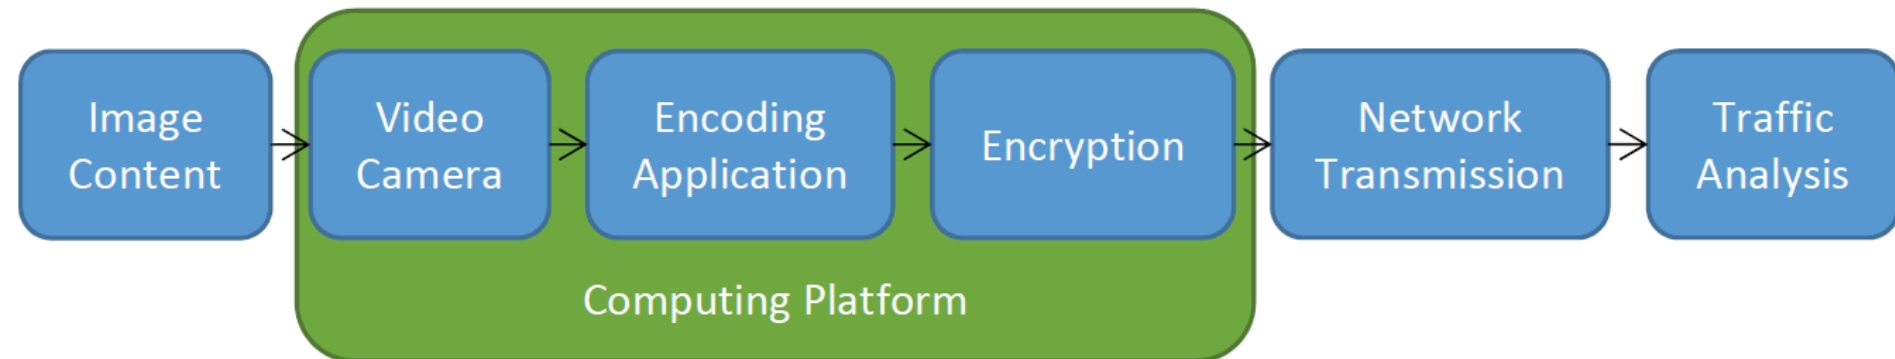 Image
Content
Video
Camera
Encoding
Application
Encryption
Network
Transmission
Traffic
Analysis
Computing Platform